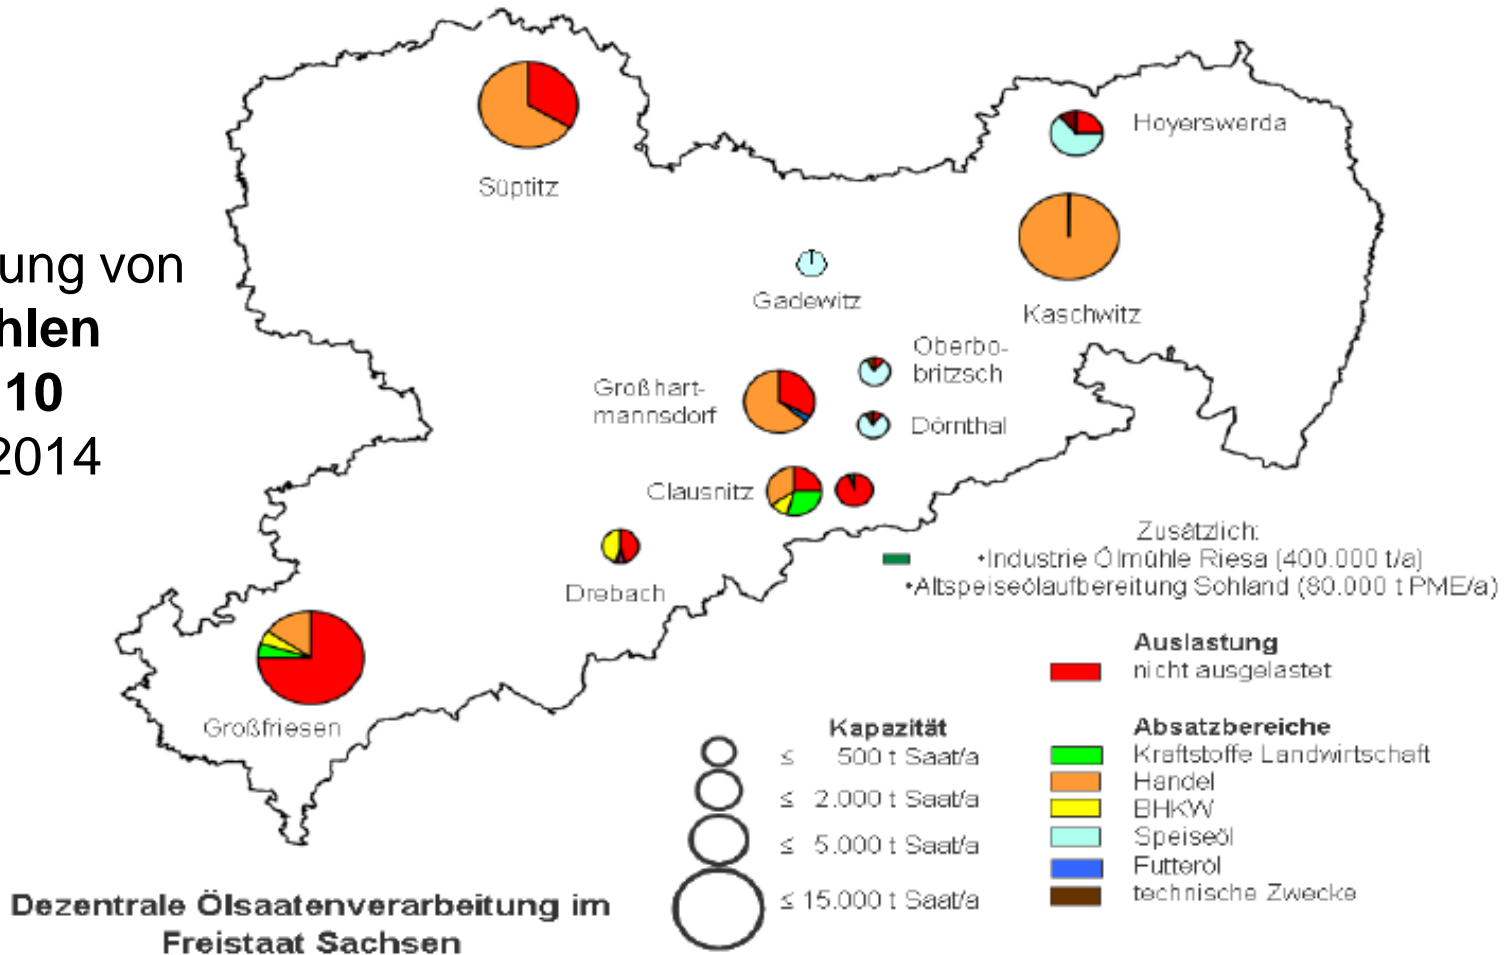 ung von
hlen
10
2014
Süptitz
Hoyerswerda
Gadewitz
Kaschwitz
Oberbo-
britzsch
Großhart-
mannsdorf
Dörnthal
Clausnitz
Drebach
Großfriesen
Zusätzlich:
•Industrie Ölmühle Riesa (400.000 t/a)
•Altspeiseölaufbereitung Sohland (80.000 t PME/a)
Auslastung
nicht ausgelastet
Kapazität
≤ 500 t Saat/a
≤ 2.000 t Saat/a
≤ 5.000 t Saat/a
≤ 15.000 t Saat/a
Absatzbereiche
Kraftstoffe Landwirtschaft
Handel
BHKW
Speiseöl
Futteröl
technische Zwecke
Dezentrale Ölsaatenverarbeitung im
Freistaat Sachsen